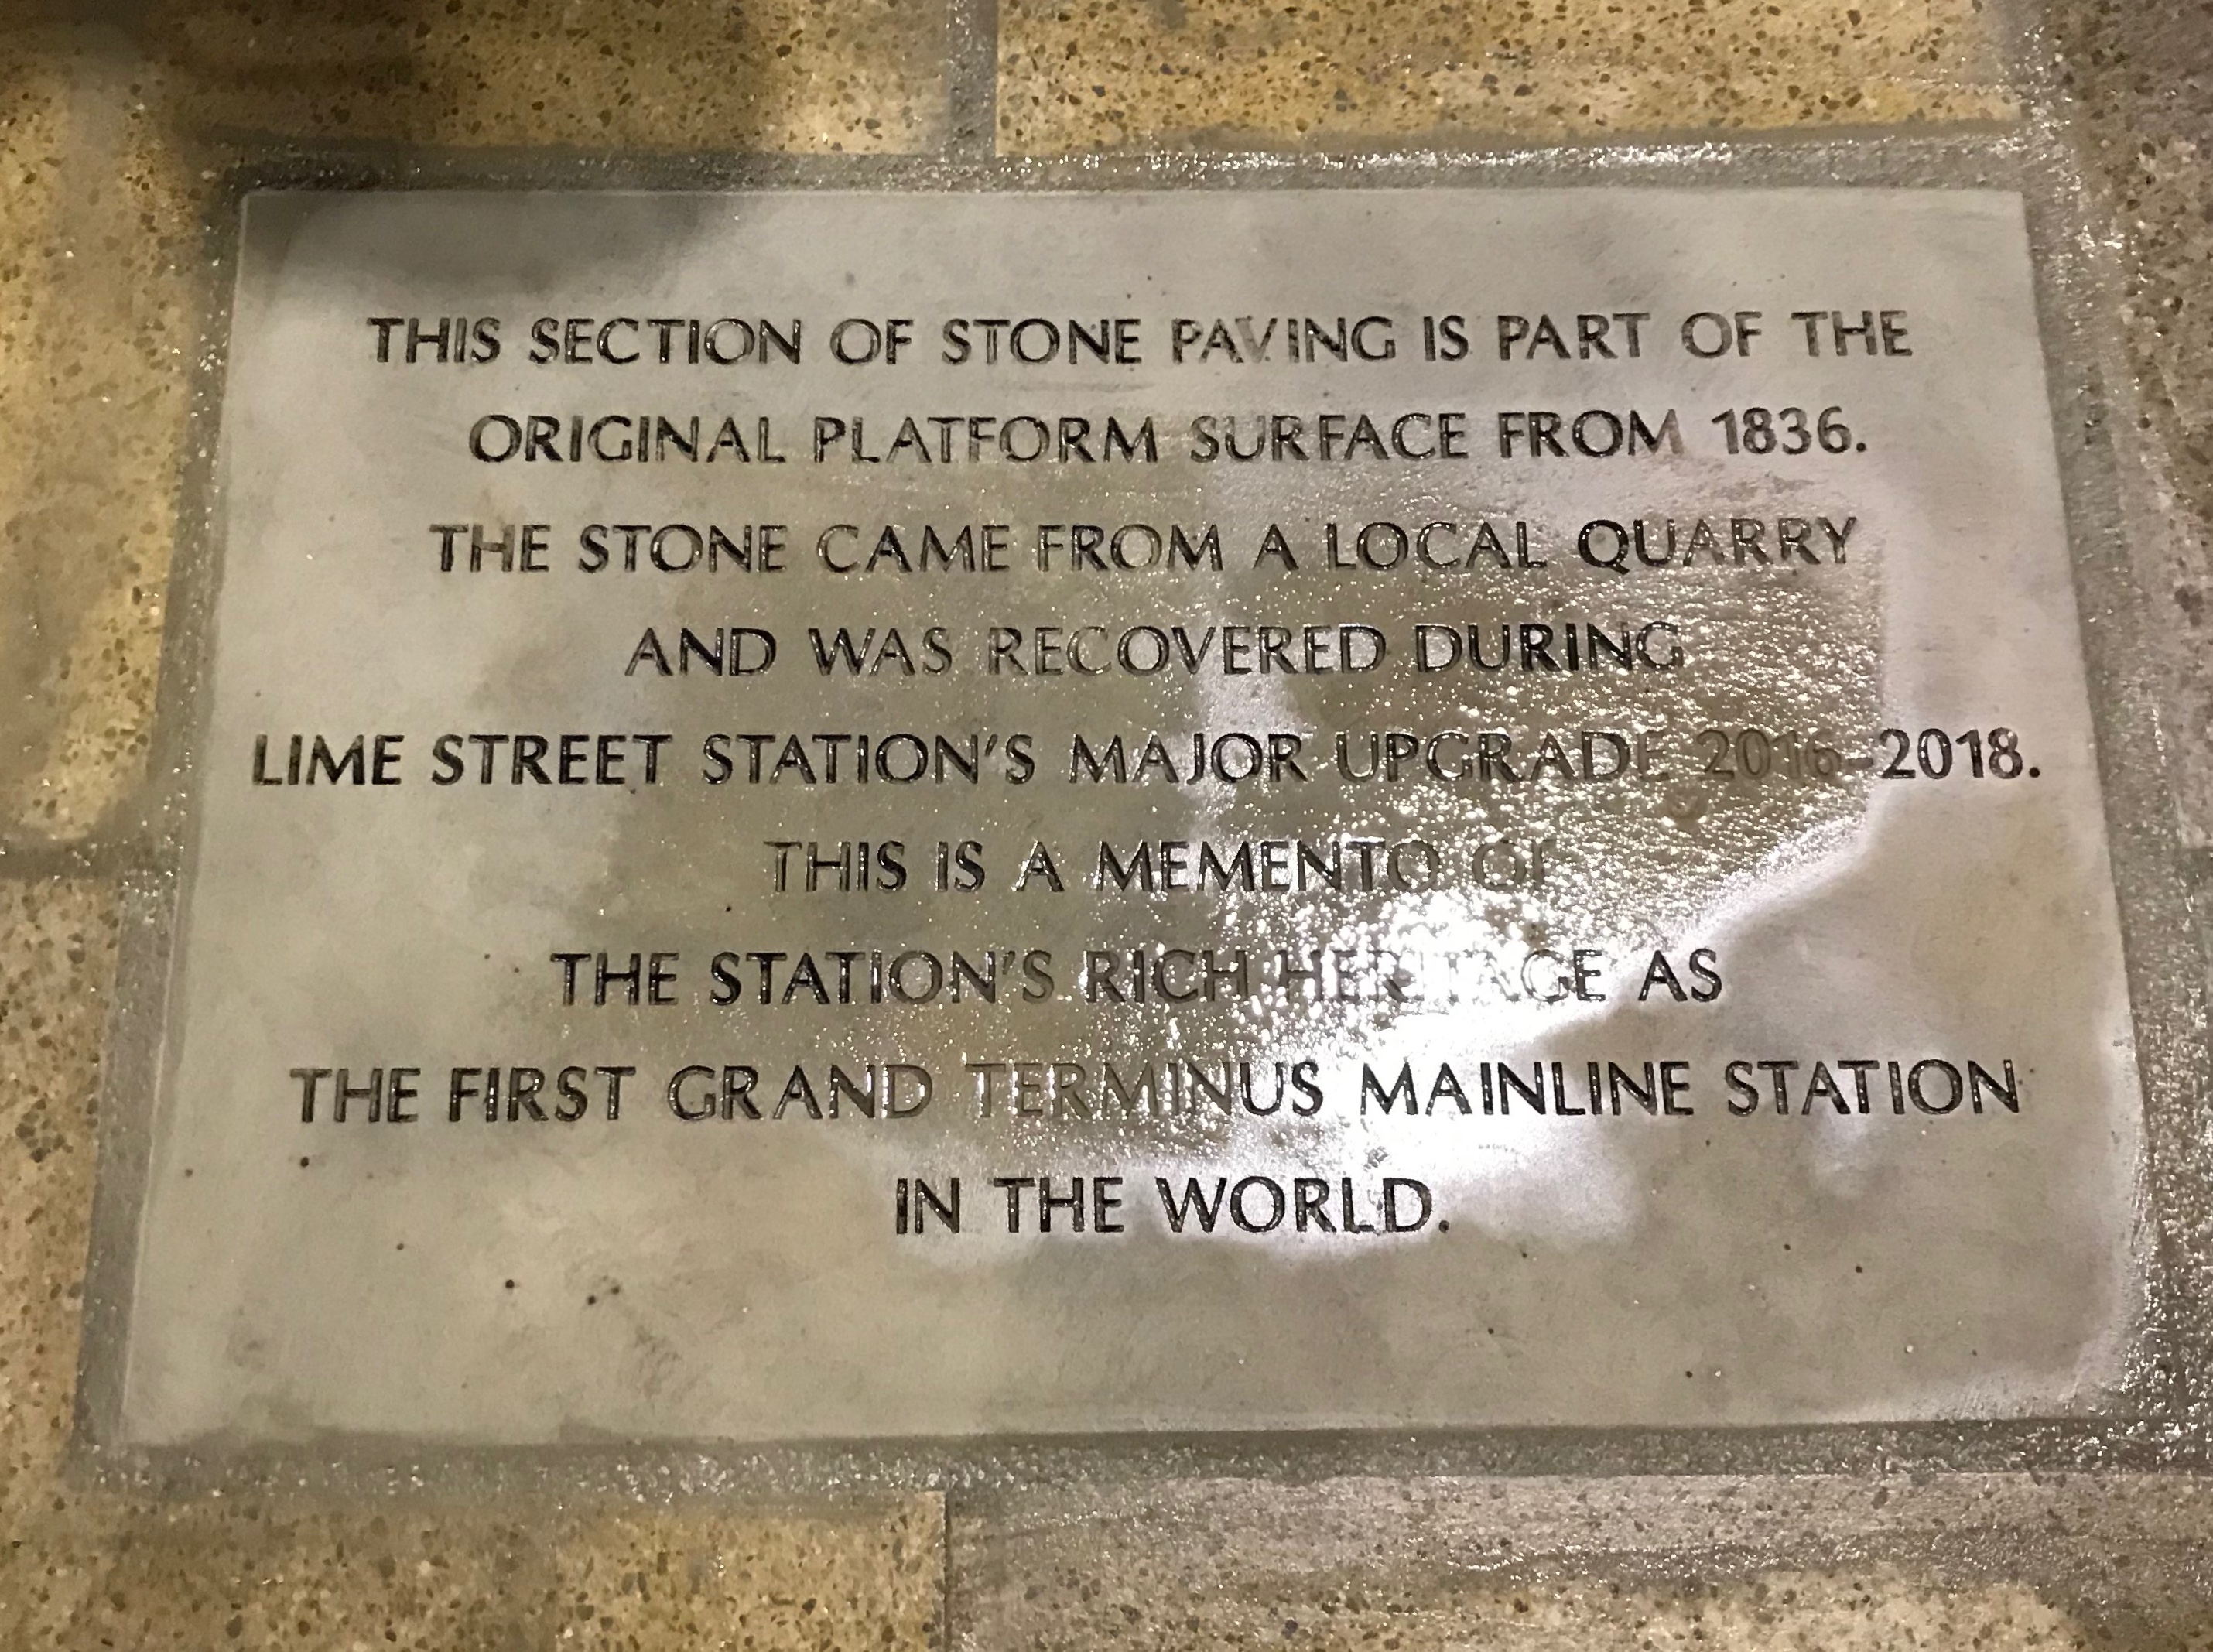 THIS SECTION OF STONE PAVING IS PART OF THE
ORIGINAL PLATFORM SURFACE FROM 1836.
THE STONE CAME FROM A LOCAL QUARRY
AND WAS RECOVERED DURING
LIME STREET STATION'S MAJOR UPGRADE 2016-2018.
THIS IS A MEMENTO OF
THE STATION'S RICH HERITAGE AS
THE FIRST GRAND TERMINUS MAINLINE STATION
IN THE WORLD.